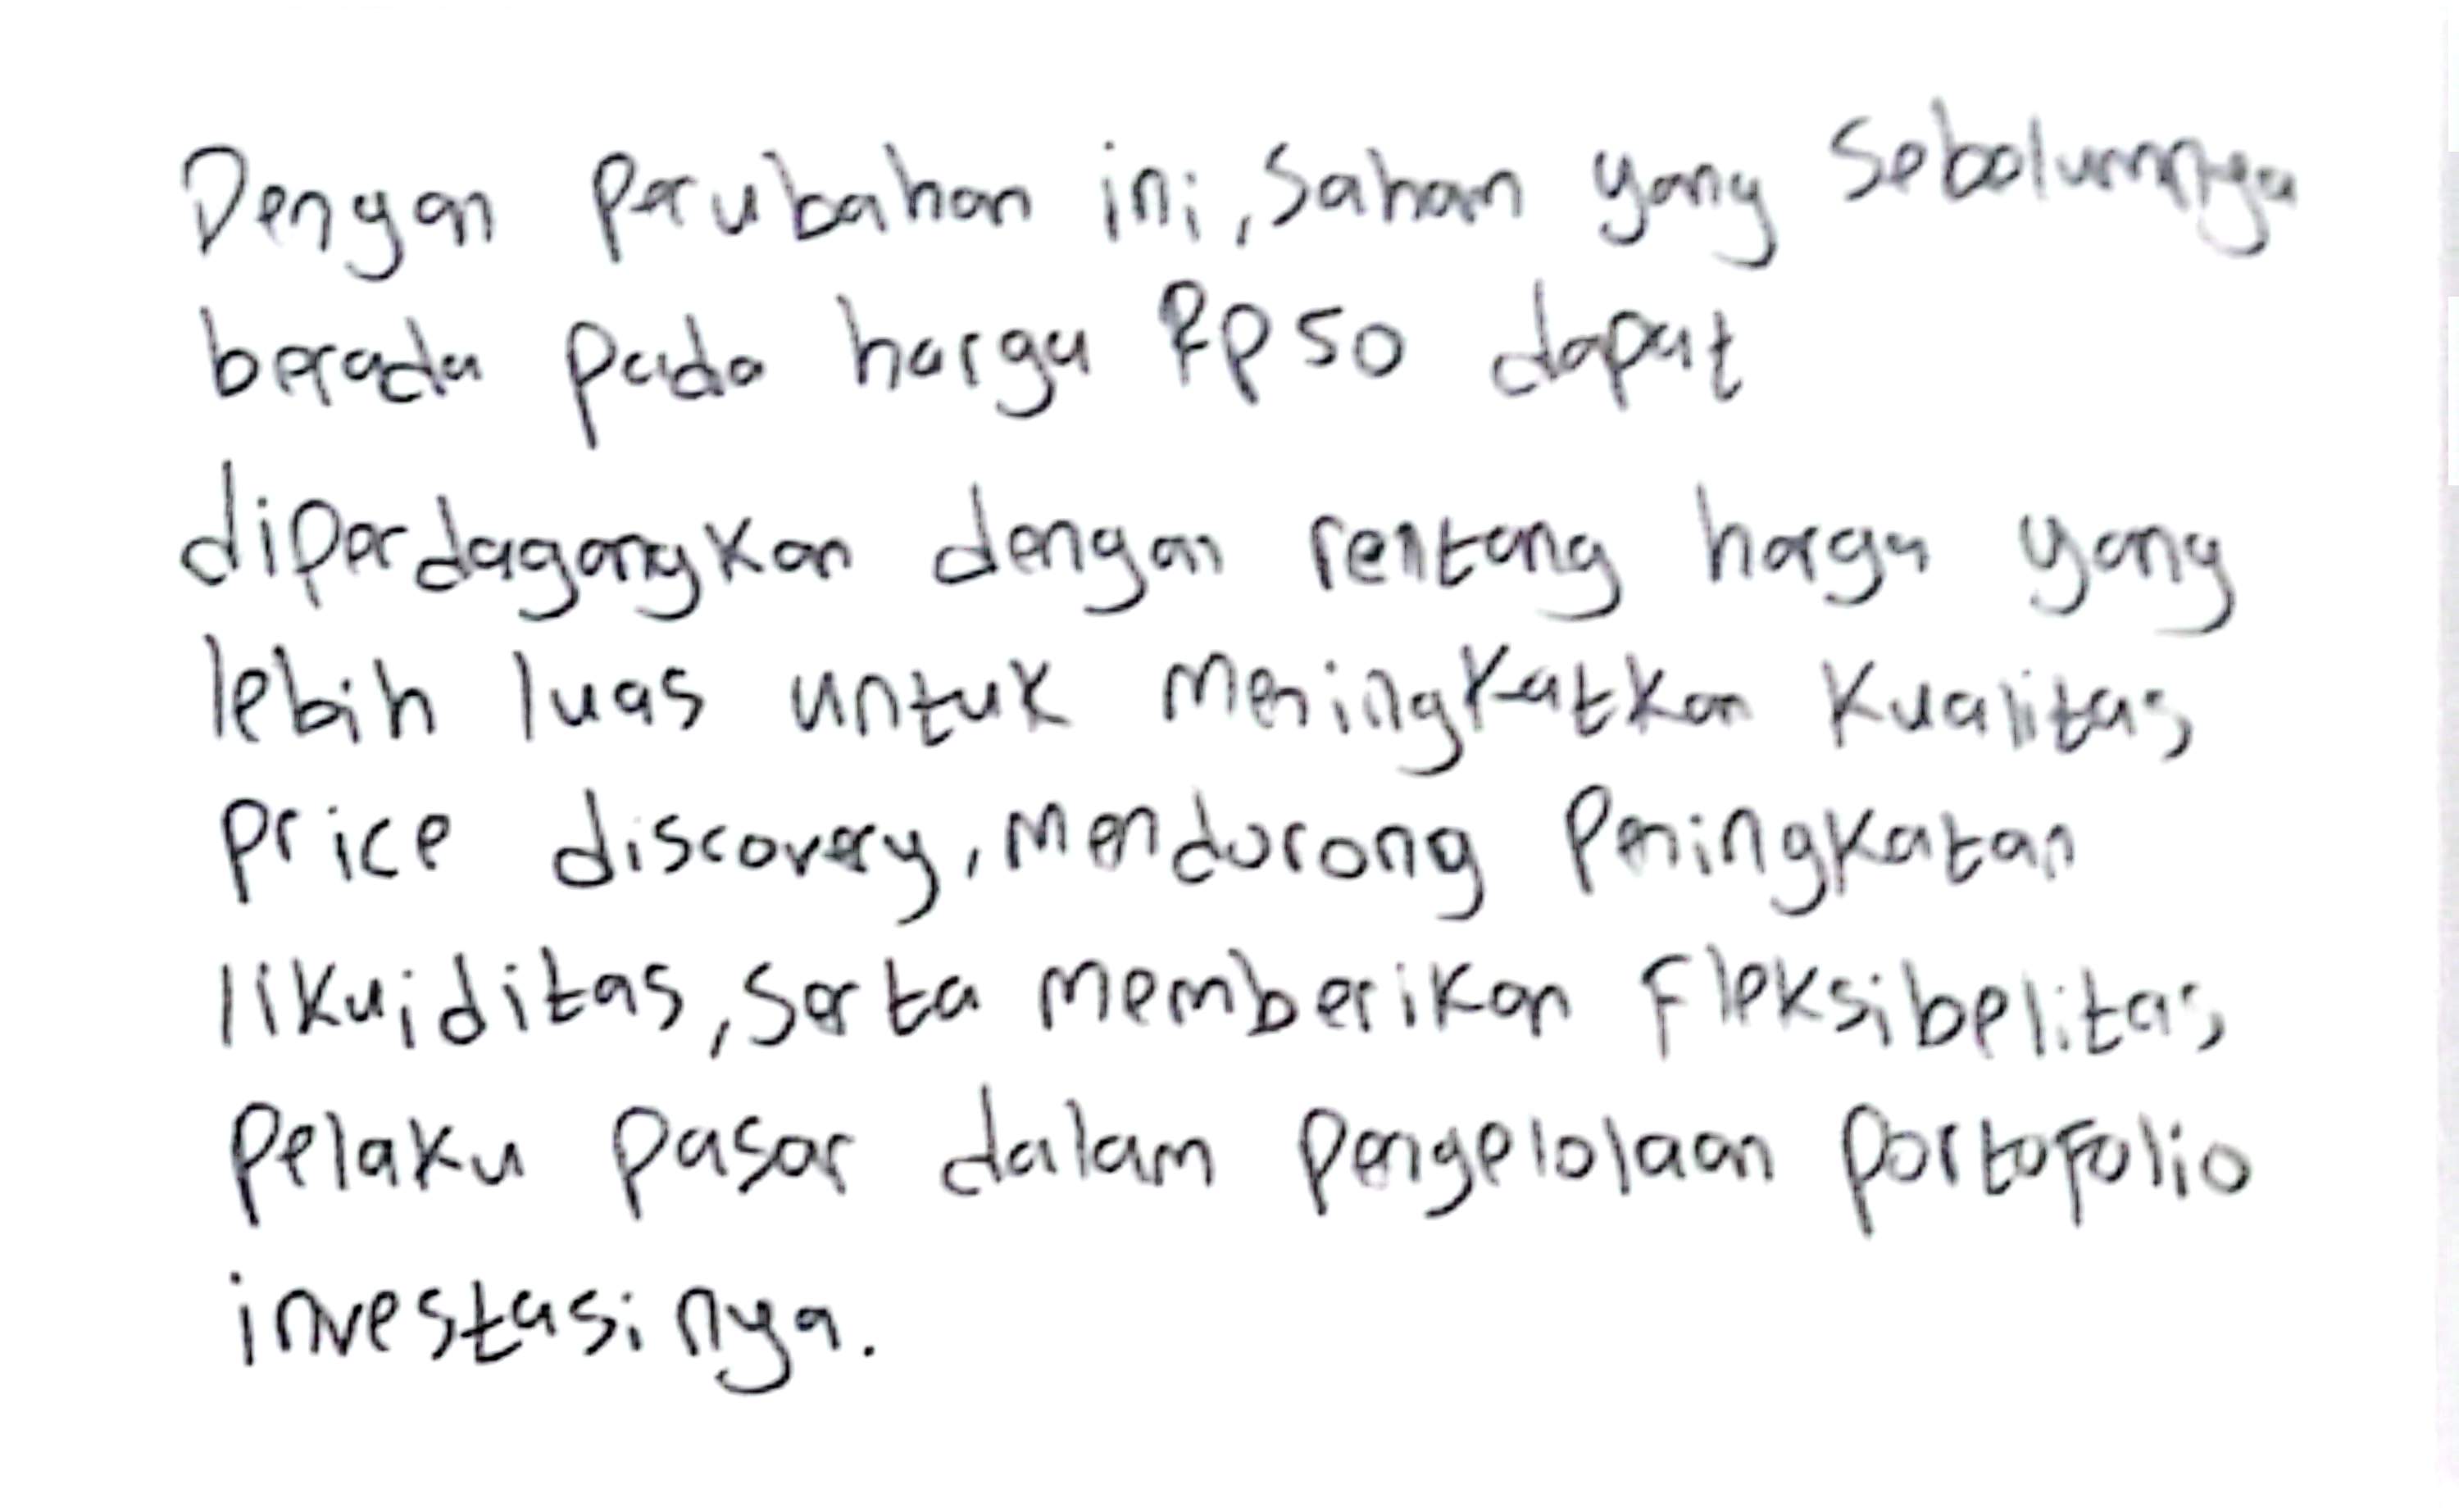 Dengan perubahan ini, saham yang sebelumnya
berada pada harga Rp50 dapat
diperdagangkan dengan rentang harga yang
lebih luas untuk meningkatkan kualitas
price discovery, mendorong peningkatan
likuiditas, serta memberikan fleksibelitas
pelaku pasar dalam pengelolaan portofolio
investasinya.